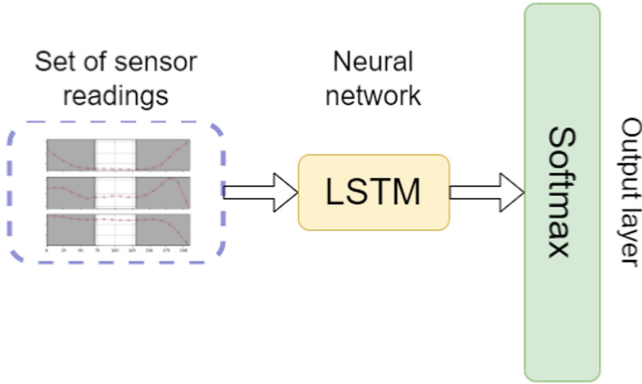 Set of sensor
readings
Neural
network
LSTM
Softmax
Output layer